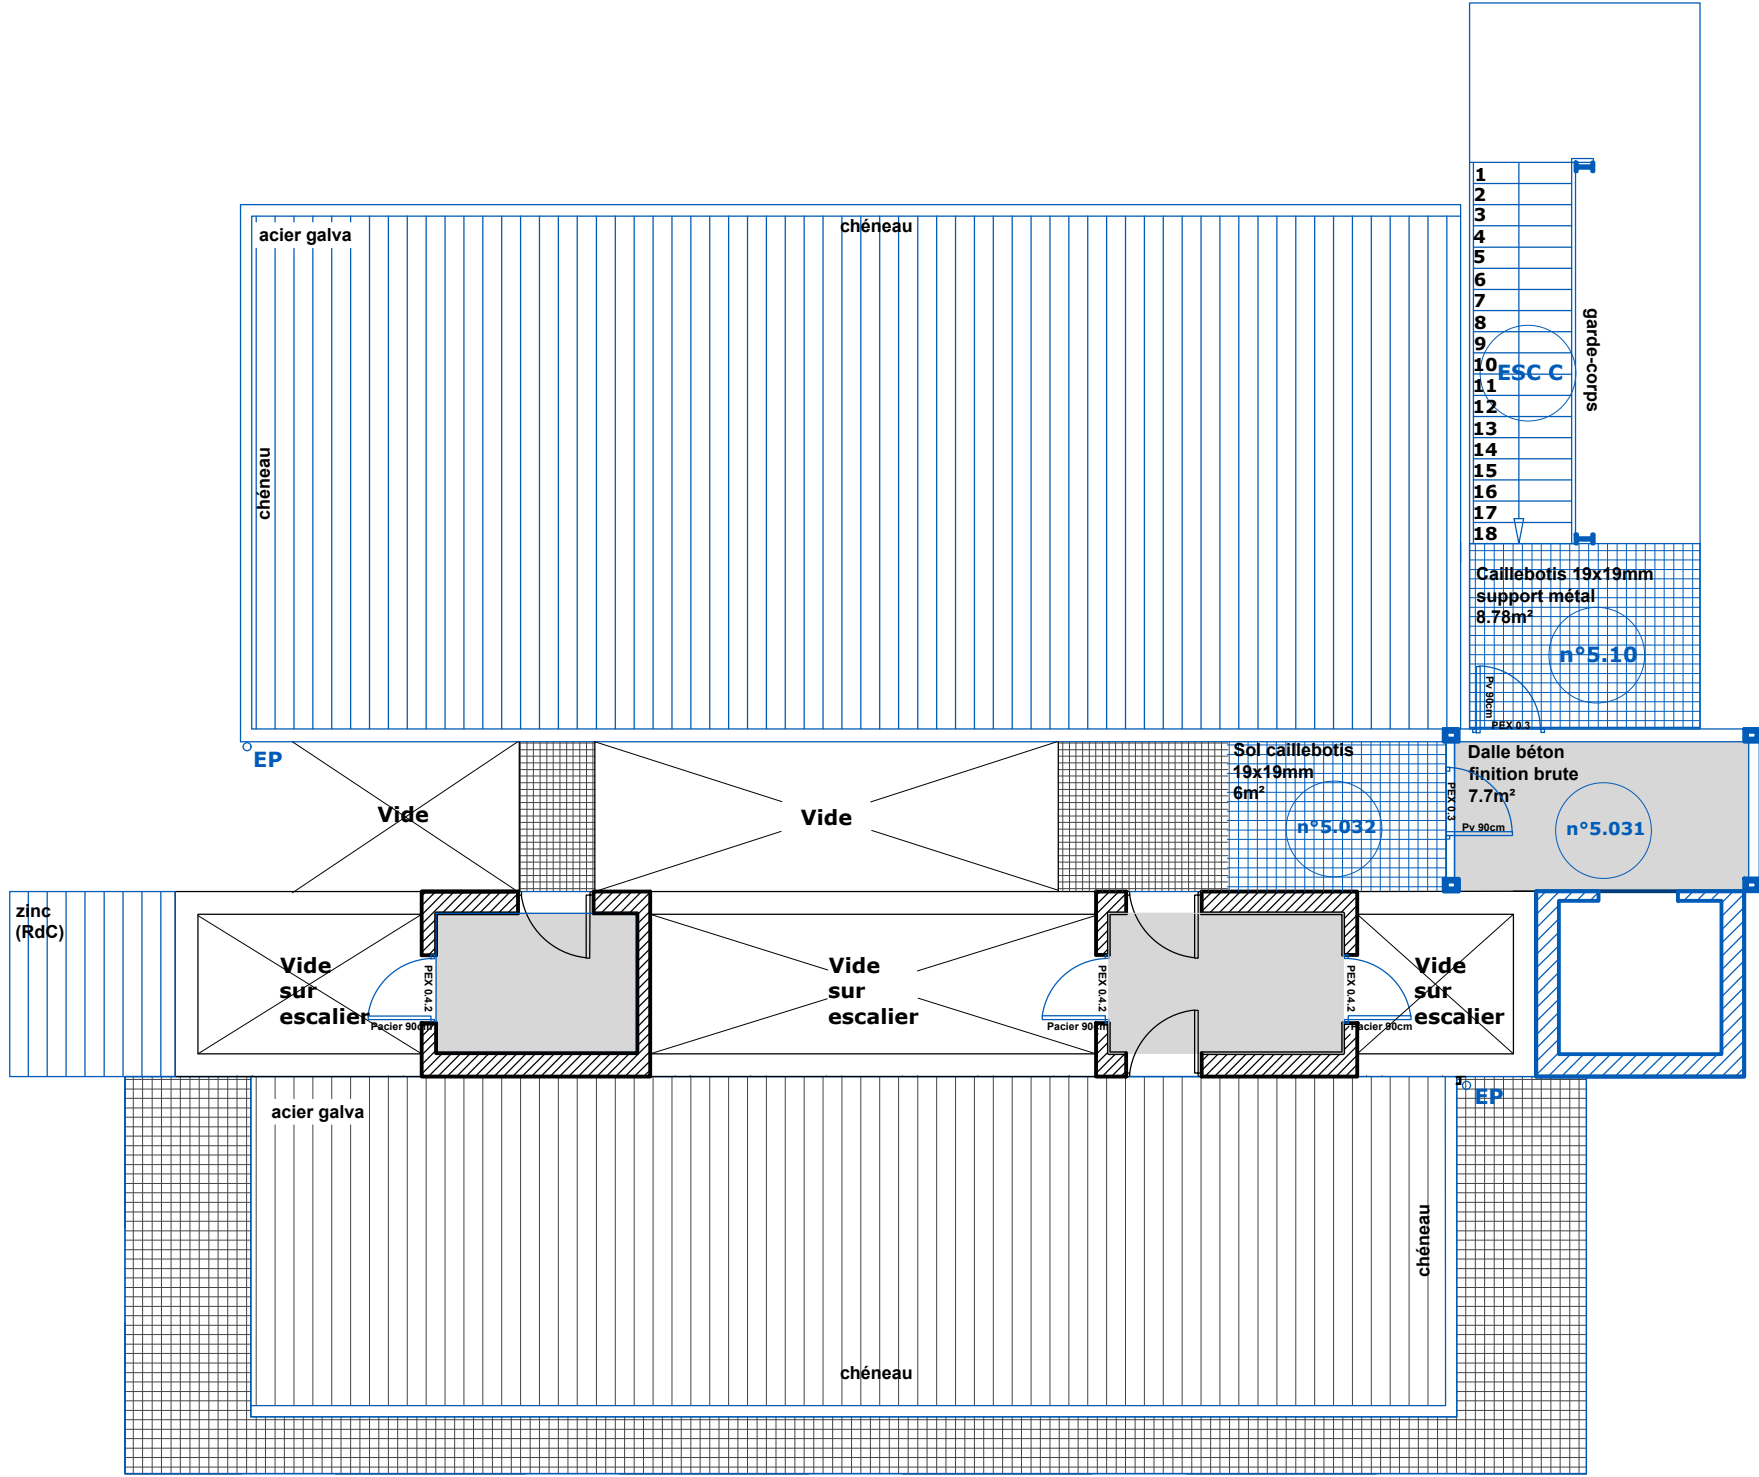 1
2
3
4
5
6
7
8
9
10
11
12
13
14
15
16
17
18
ESC C
garde-corps
acier galva
chéneau
chéneau
Caillebotis 19x19mm
support métal
8.78m²
n°5.10
Pv 90cm
PEX 0.3
EP
Vide
Vide
Sol caillebotis
19x19mm
6m²
n°5.032
PEX 0.3
Dalle béton
finition brute
7.7m²
Pv 90cm
n°5.031
zinc
(RdC)
Vide
sur
escalier
PEX 0.4.2
Pacier 90cm
Vide
sur
escalier
PEX 0.4.2
Pacier 90cm
PEX 0.4.2
Pacier 90cm
Vide
sur
escalier
EP
acier galva
chéneau
chéneau